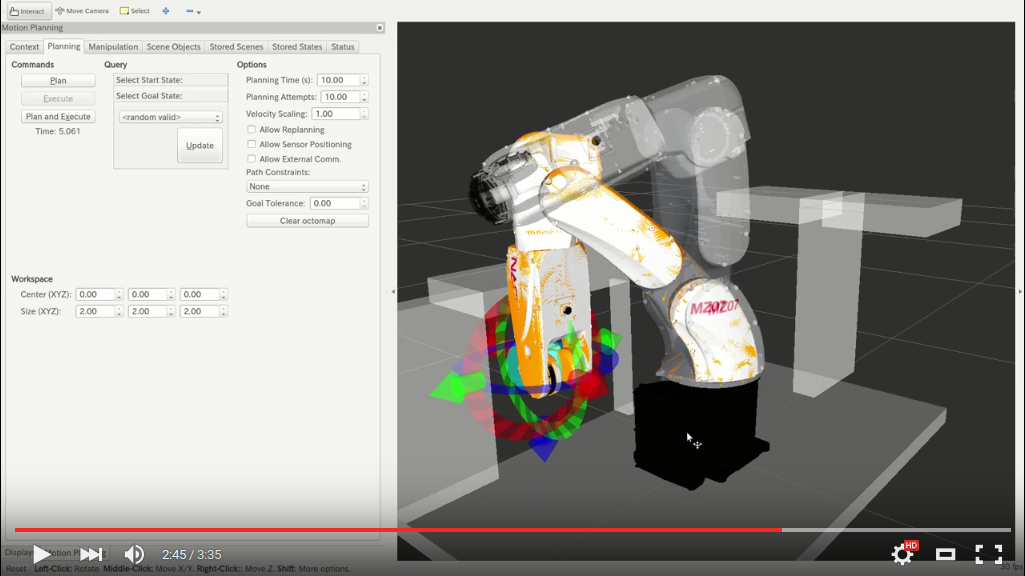 Interact Move Camera Select
Motion Planning
Context Planning Manipulation Scene Objects Stored Scenes Stored States Status
Commands Query Options
Plan Select Start State: Planning Time (s): 10.00
Execute Select Goal State: Planning Attempts: 10.00
Plan and Execute <random valid> Velocity Scaling: 1.00
Time: 5.061 Update Allow Replanning
Allow Sensor Positioning
Allow External Comm.
Path Constraints:
None
Goal Tolerance: 0.00
Clear octomap
MZ07
Workspace
Center (XYZ): 0.00 0.00 0.00
Size (XYZ): 2.00 2.00 2.00
HD
2:45 / 3:35
Reset Left-Click: Rotate. Middle-Click: Move X/Y. Right-Click:: Move Z. Shift: More options. 30 fps